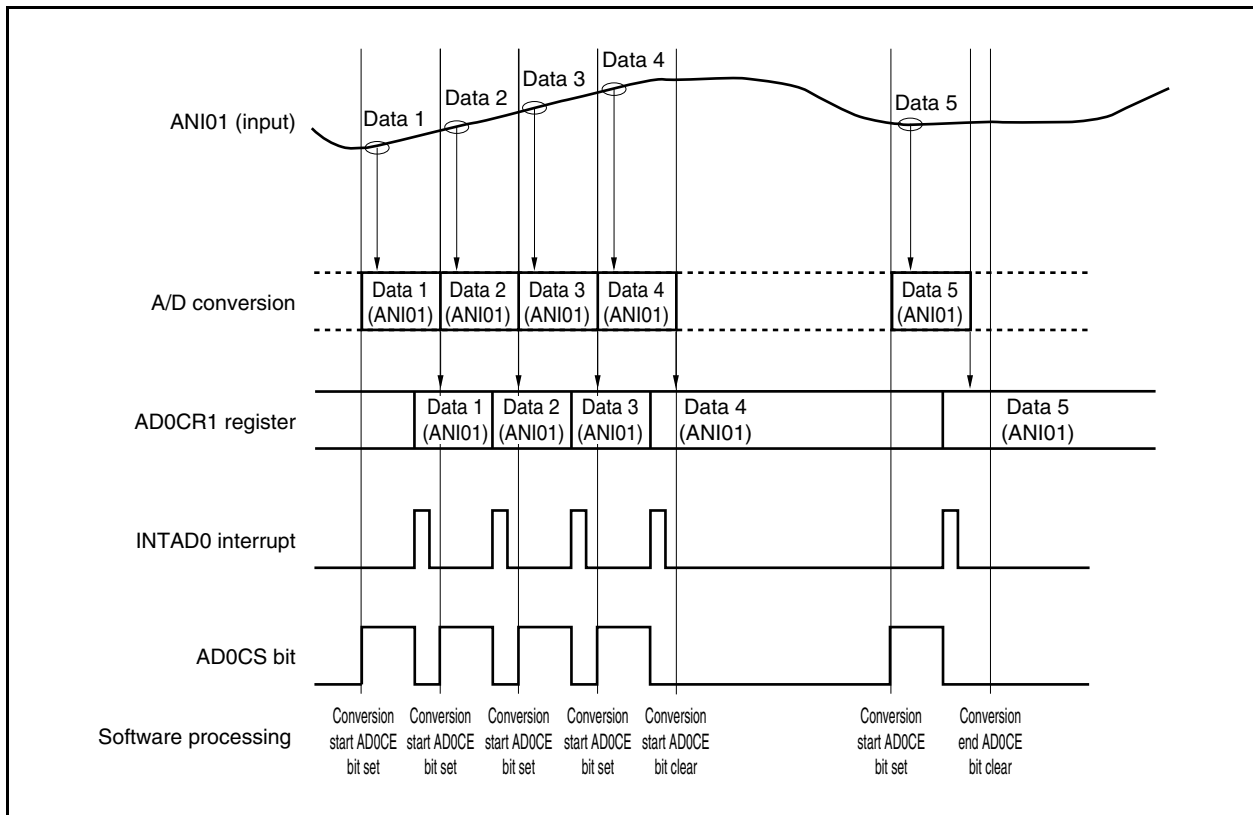 Data 1
Data 2
Data 3
Data 4
Data 5
ANI01 (input)
A/D conversion
Data 1
(ANI01)
Data 2
(ANI01)
Data 3
(ANI01)
Data 4
(ANI01)
Data 5
(ANI01)
AD0CR1 register
Data 1
(ANI01)
Data 2
(ANI01)
Data 3
(ANI01)
Data 4
(ANI01)
Data 5
(ANI01)
INTAD0 interrupt
AD0CS bit
Software processing
Conversion
start AD0CE
bit set
Conversion
start AD0CE
bit set
Conversion
start AD0CE
bit set
Conversion
start AD0CE
bit set
Conversion
start AD0CE
bit clear
Conversion
start AD0CE
bit set
Conversion
end AD0CE
bit clear